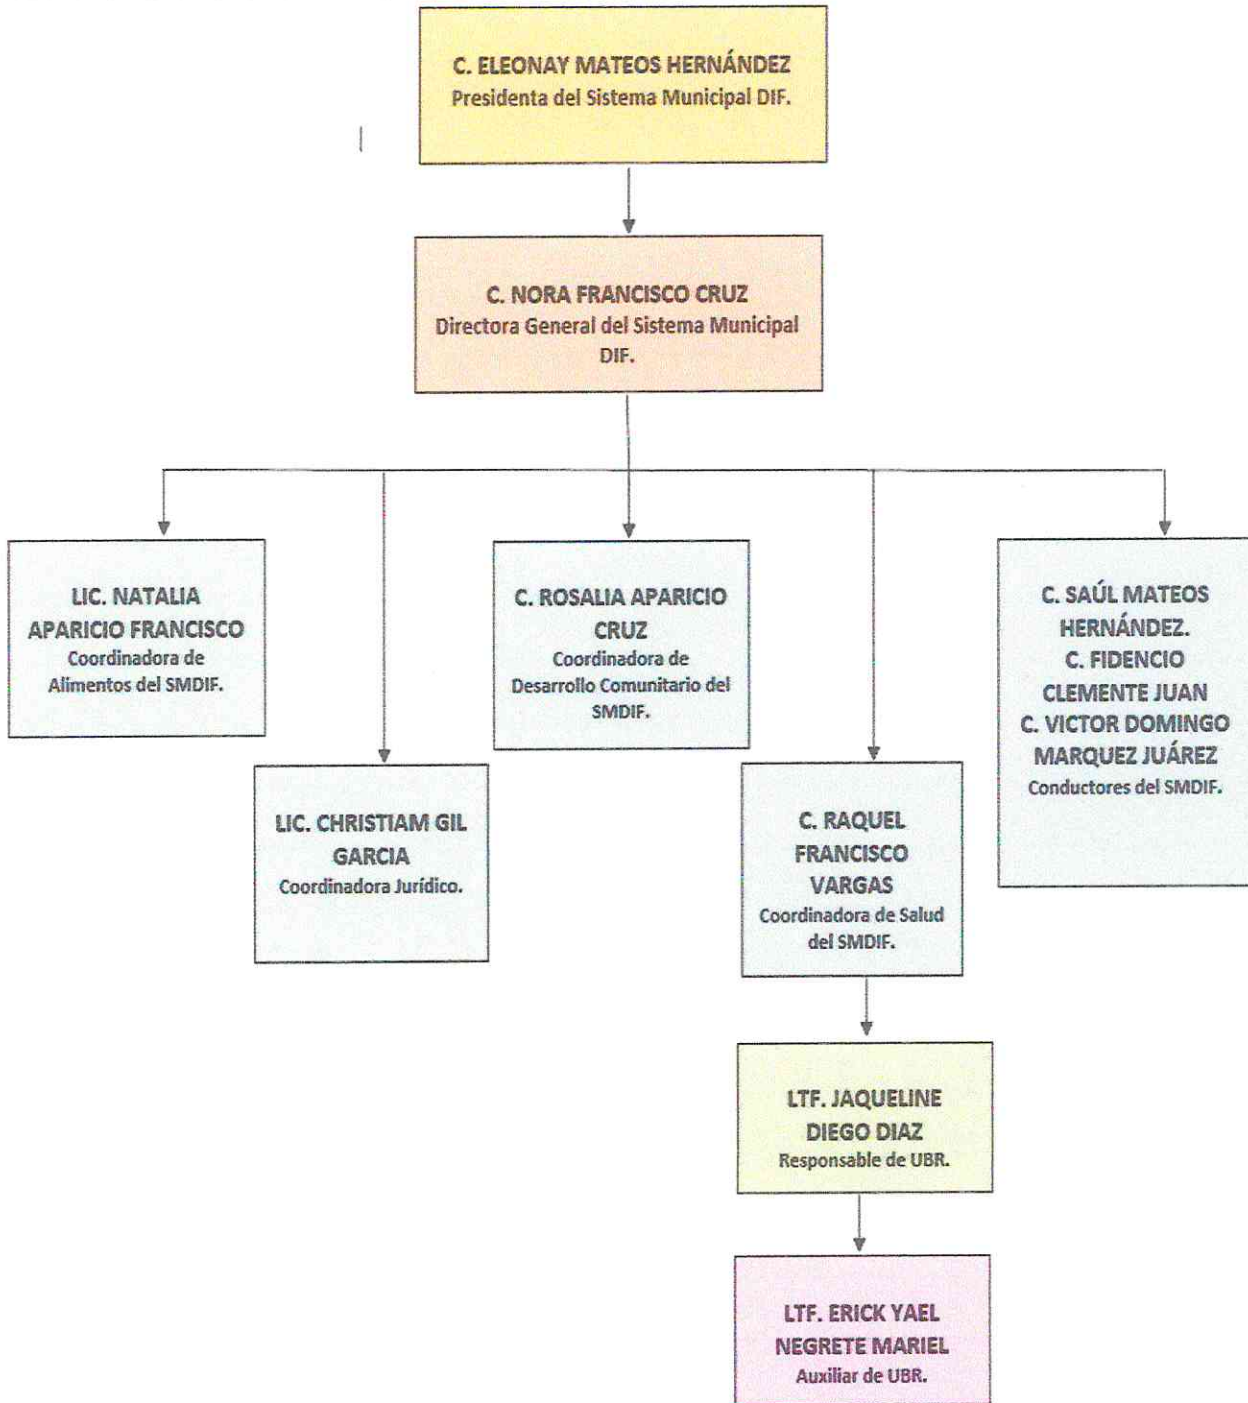 C. ELEONAY MATEOS HERNÁNDEZ
Presidenta del Sistema Municipal DIF.
C. NORA FRANCISCO CRUZ
Directora General del Sistema Municipal
DIF.
LIC. NATALIA
APARICIO FRANCISCO
Coordinadora de
Alimentos del SMDIF.
LIC. CHRISTIAM GIL
GARCIA
Coordinadora Jurídico.
C. ROSALIA APARICIO
CRUZ
Coordinadora de
Desarrollo Comunitario del
SMDIF.
C. RAQUEL
FRANCISCO
VARGAS
Coordinadora de Salud
del SMDIF.
C. SAÚL MATEOS
HERNÁNDEZ.
C. FIDENCIO
CLEMENTE JUAN
C. VICTOR DOMINGO
MARQUEZ JUÁREZ
Conductores del SMDIF.
LTF. JAQUELINE
DIEGO DIAZ
Responsable de UBR.
LTF. ERICK YAEL
NEGRETE MARIEL
Auxiliar de UBR.